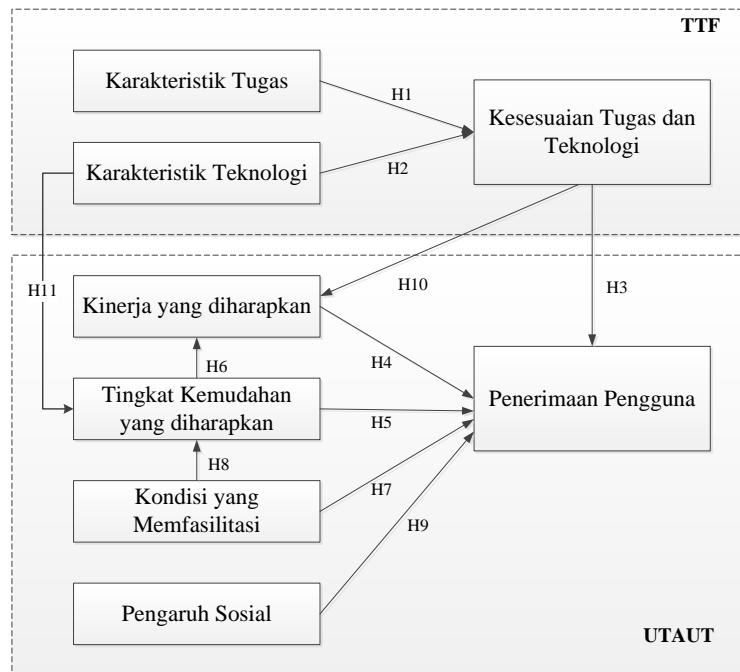 TTF
Karakteristik Tugas
H1
Kesesuaian Tugas dan
Teknologi
Karakteristik Teknologi
H2
H11
Kinerja yang diharapkan
H10
H3
H6
H4
Tingkat Kemudahan
yang diharapkan
H5
Penerimaan Pengguna
H8
Kondisi yang
Memfasilitasi
H7
H9
Pengaruh Sosial
UTAUT